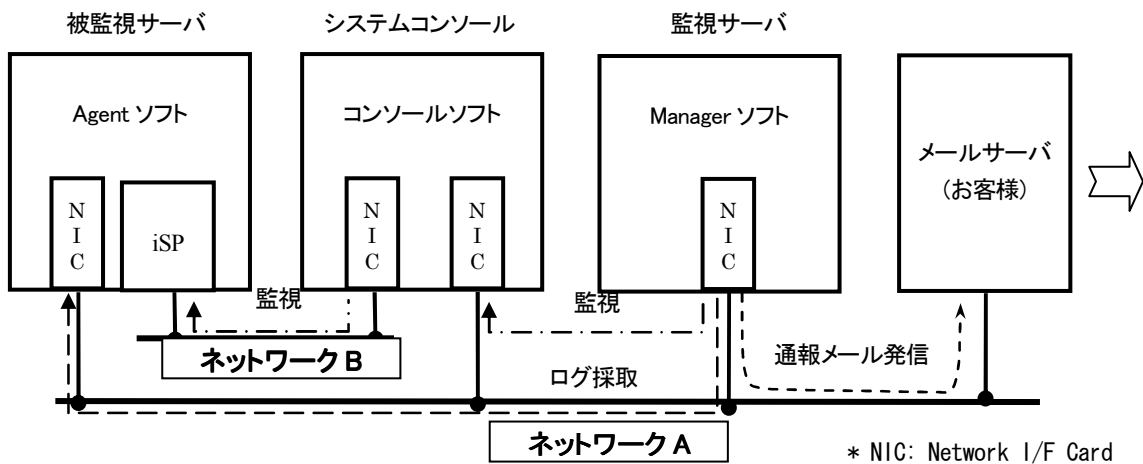 被監視サーバ
システムコンソール
監視サーバ
Agent ソフト
コンソールソフト
Manager ソフト
メールサーバ
(お客様)
NIC
iSP
NIC
NIC
NIC
監視
監視
ネットワーク B
通報メール発信
ログ採取
ネットワーク A
* NIC: Network I/F Card